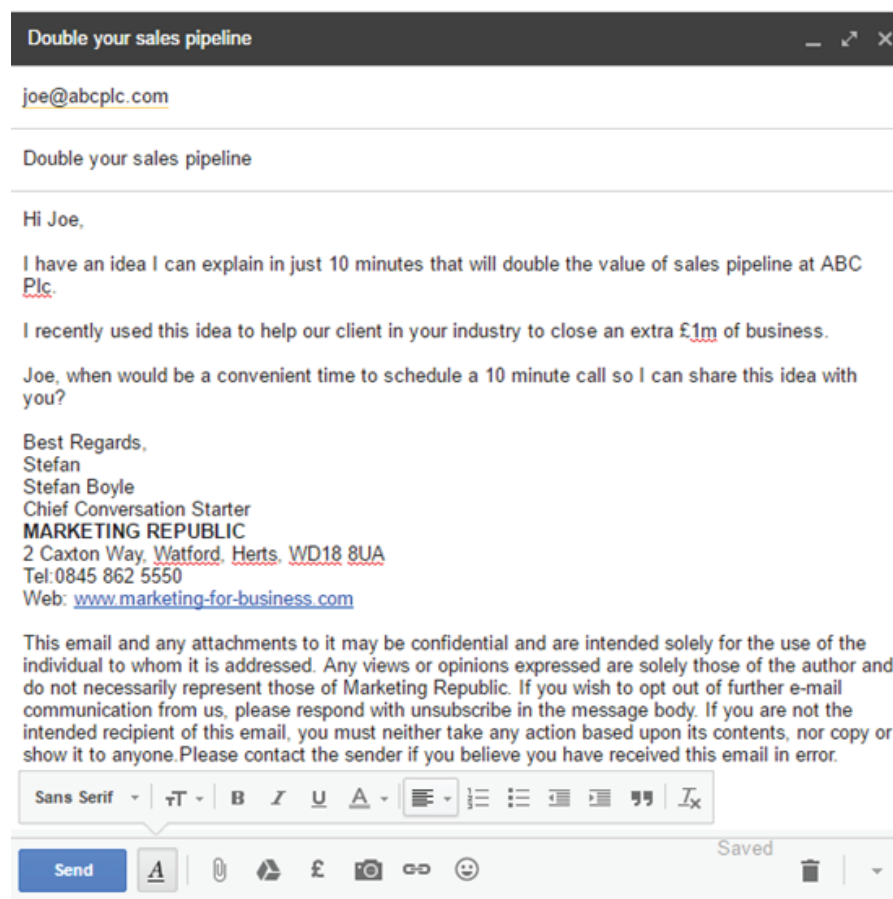 Double your sales pipeline
joe@abcplc.com
Double your sales pipeline
Hi Joe,
I have an idea I can explain in just 10 minutes that will double the value of sales pipeline at ABC
Plc.
I recently used this idea to help our client in your industry to close an extra £1m of business.
Joe, when would be a convenient time to schedule a 10 minute call so I can share this idea with
you?
Best Regards,
Stefan
Stefan Boyle
Chief Conversation Starter
MARKETING REPUBLIC
2 Caxton Way, Watford, Herts, WD18 8UA
Tel:0845 862 5550
Web: www.marketing-for-business.com
This email and any attachments to it may be confidential and are intended solely for the use of the
individual to whom it is addressed. Any views or opinions expressed are solely those of the author and
do not necessarily represent those of Marketing Republic. If you wish to opt out of further e-mail
communication from us, please respond with unsubscribe in the message body. If you are not the
intended recipient of this email, you must neither take any action based upon its contents, nor copy or
show it to anyone.Please contact the sender if you believe you have received this email in error.
Sans Serif
Saved
Send